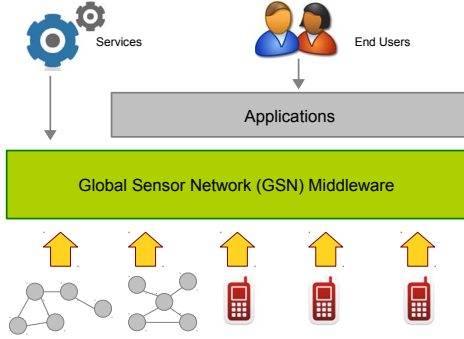 Services
End Users
Applications
Global Sensor Network (GSN) Middleware